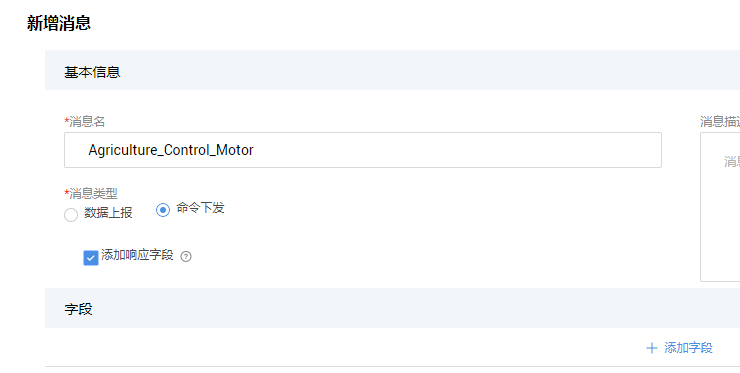 新增消息
基本信息
*消息名
消息描
Agriculture_Control_Motor
消
*消息类型
数据上报
命令下发
添加响应字段
字段
添加字段